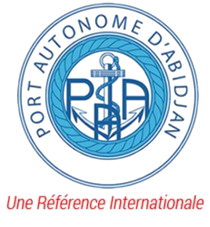 PORT AUTONOME D'ABIDJAN
PAA
Une Référence Internationale